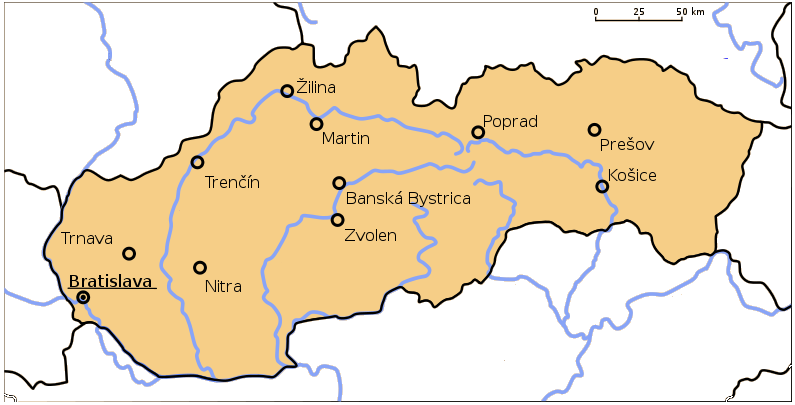 0 25 50 km
Žilina
Martin
Poprad
Prešov
Trenčín
Košice
Banská Bystrica
Trnava
Zvolen
Bratislava
Nitra